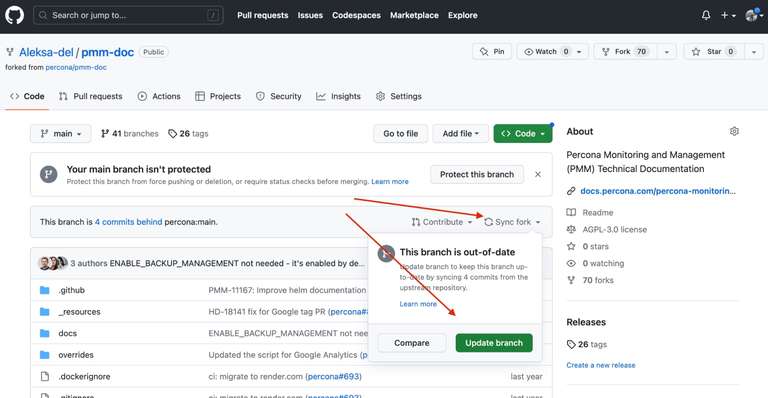 Search or jump to...
/
Pull requests Issues Codespaces Marketplace Explore
Aleksa-del / pmm-doc Public
forked from percona/pmm-doc
Pin
Watch 0
Fork 70
Star 0
Code Pull requests Actions Projects Security Insights Settings
main 41 branches 26 tags
Go to file Add file Code
Your main branch isn't protected
Protect this branch from force pushing or deletion, or require status checks before merging. Learn more
Protect this branch
This branch is 4 commits behind percona:main.
Contribute Sync fork
This branch is out-of-date
Update branch to keep this branch up-
to-date by syncing 4 commits from the
upstream repository.
Learn more
Compare Update branch
3 authors ENABLE_BACKUP_MANAGEMENT not needed - it's enabled by de...
.github PMM-11167: Improve helm documentation
_resources HD-18141 fix for Google tag PR (percona#
docs ENABLE_BACKUP_MANAGEMENT not nee
overrides Updated the script for Google Analytics (
.dockerignore ci: migrate to render.com (percona#693) last year
.gitignore ci: migrate to render.com (percona#693) last year
About
Percona Monitoring and Management
(PMM) Technical Documentation
docs.percona.com/percona-monitorin...
Readme
AGPL-3.0 license
0 stars
0 watching
70 forks
Releases
26 tags
Create a new release